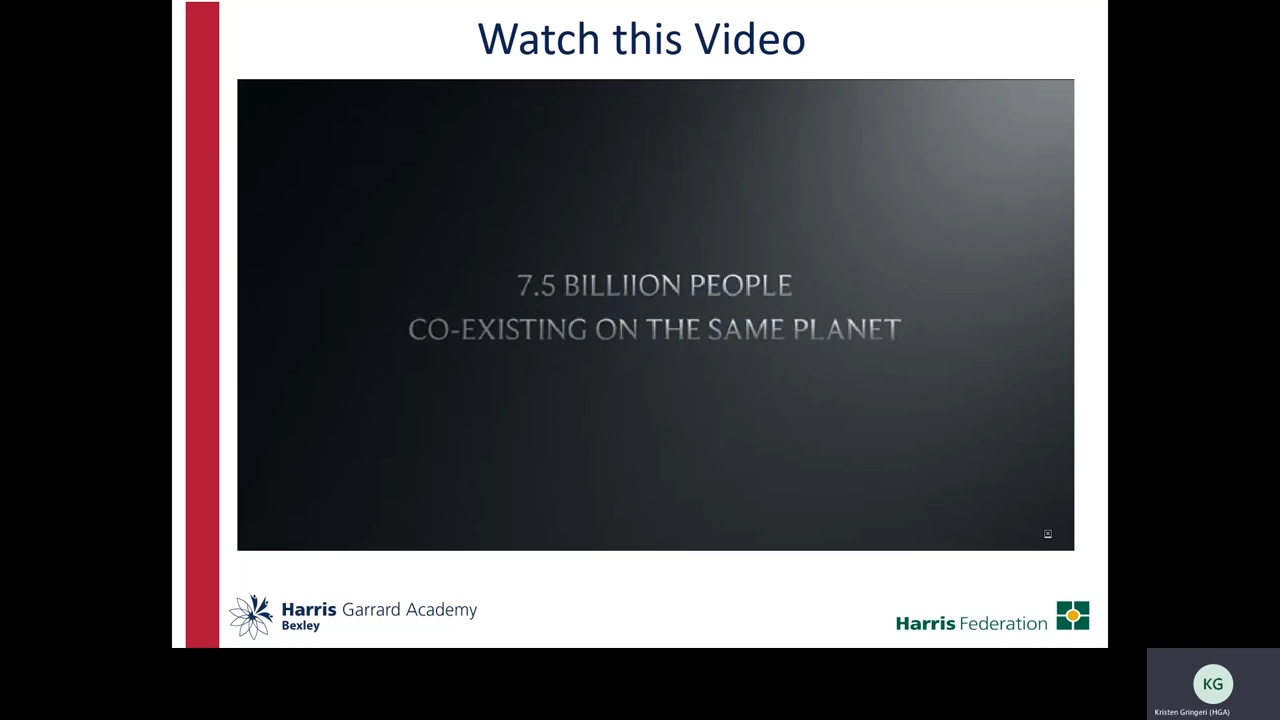 Watch this Video
7.5 BILLIION PEOPLE
CO-EXISTING ON THE SAME PLANET
Harris Garrard Academy
Bexley
Harris Federation
KG
Kristen Gringeri (HGA)